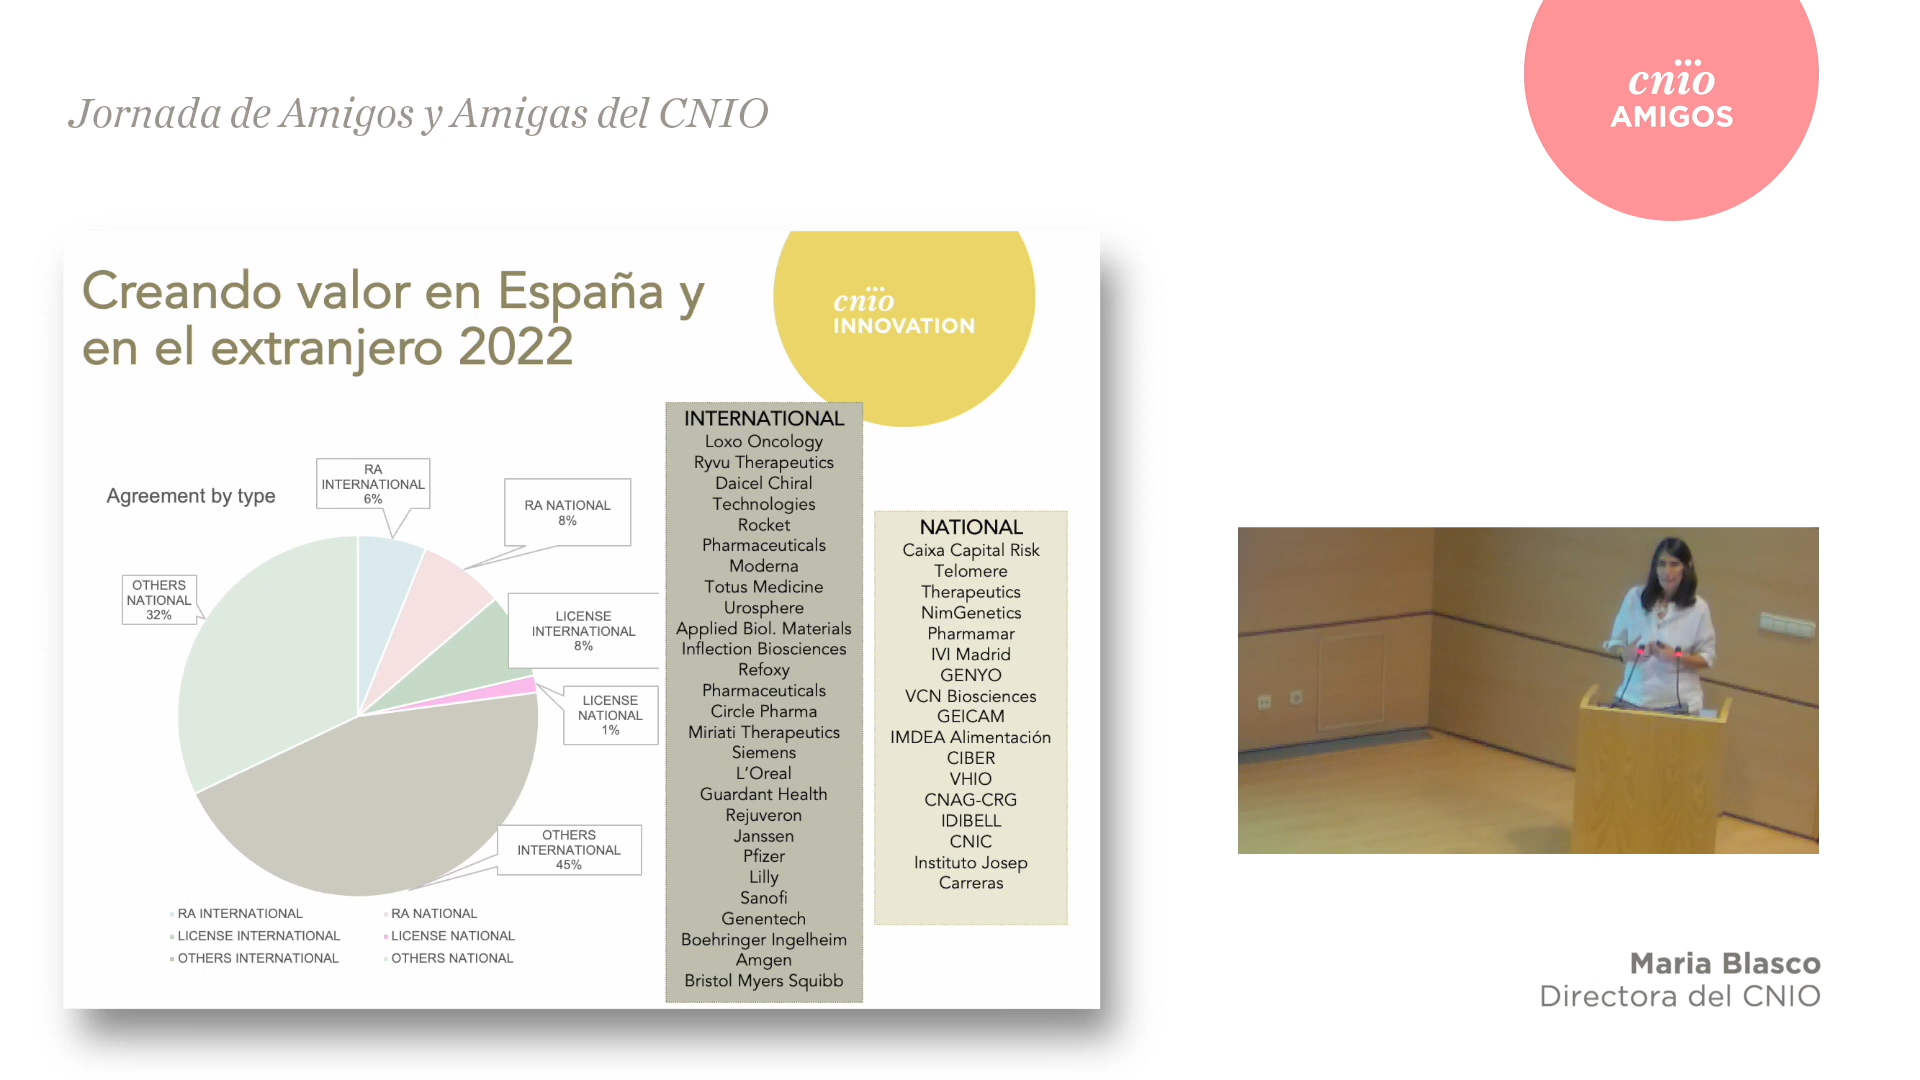 Jornada de Amigos y Amigas del CNIO
cnio
AMIGOS
Creando valor en España y
en el extranjero 2022
cnio
INNOVATION
Agreement by type
RA
INTERNATIONAL
6%
RA NATIONAL
8%
LICENSE
INTERNATIONAL
8%
LICENSE
NATIONAL
1%
OTHERS
INTERNATIONAL
45%
OTHERS
NATIONAL
32%
RA INTERNATIONAL
RA NATIONAL
LICENSE INTERNATIONAL
LICENSE NATIONAL
OTHERS INTERNATIONAL
OTHERS NATIONAL
INTERNATIONAL
Loxo Oncology
Ryvu Therapeutics
Daicel Chiral
Technologies
Rocket
Pharmaceuticals
Moderna
Totus Medicine
Urosphere
Applied Biol. Materials
Inflection Biosciences
Refoxy
Pharmaceuticals
Circle Pharma
Miriati Therapeutics
Siemens
L’Oreal
Guardant Health
Rejuveron
Janssen
Pfizer
Lilly
Sanofi
Genentech
Boehringer Ingelheim
Amgen
Bristol Myers Squibb
NATIONAL
Caixa Capital Risk
Telomere
Therapeutics
NimGenetics
Pharmamar
IVI Madrid
GENYO
VCN Biosciences
GEICAM
IMDEA Alimentación
CIBER
VHIO
CNAG-CRG
IDIBELL
CNIC
Instituto Josep
Carreras
Maria Blasco
Directora del CNIO